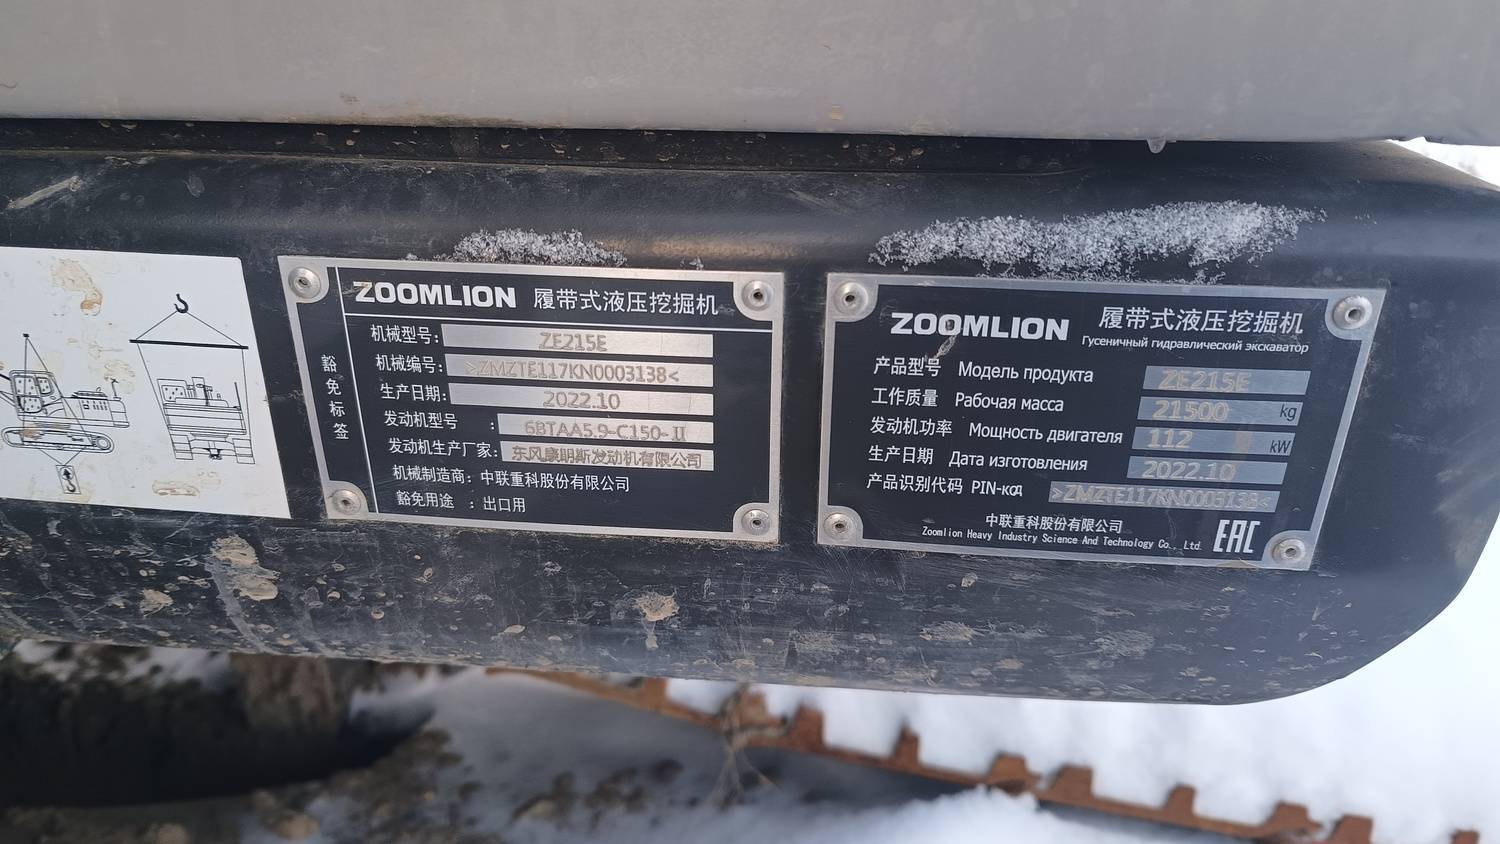 ZOOMLION 履带式液压挖掘机
豁免标签
机械型号: ZE215E
机械编号: >ZMZTE117KN0003138<
生产日期: 2022.10
发动机型号 : 6BTAA5.9-C150-Ⅱ
发动机生产厂家: 东风康明斯发动机有限公司
机械制造商: 中联重科股份有限公司
豁免用途 : 出口用
ZOOMLION 履带式液压挖掘机
Гусеничный гидравлический экскаватор
产品型号 Модель продукта ZE215E
工作质量 Рабочая масса 21500 kg
发动机功率 Мощность двигателя 112 kW
生产日期 Дата изготовления 2022.10
产品识别代码 PIN-код >ZMZTE117KN0003138<
中联重科股份有限公司
Zoomlion Heavy Industry Science And Technology Co., Ltd.
EAC